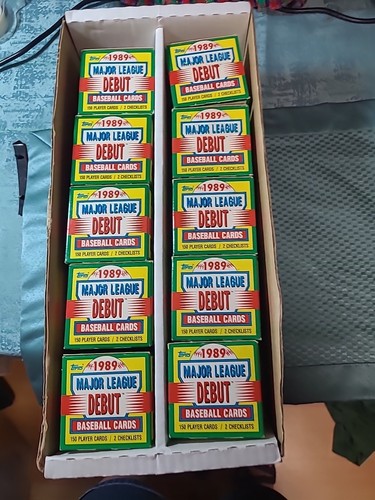 Topps
1989
MAJOR LEAGUE
DEBUT
BASEBALL CARDS
150 PLAYER CARDS / 2 CHECKLISTS
Topps
1989
MAJOR LEAGUE
DEBUT
BASEBALL CARDS
150 PLAYER CARDS / 2 CHECKLISTS
Topps
1989
MAJOR LEAGUE
DEBUT
BASEBALL CARDS
150 PLAYER CARDS / 2 CHECKLISTS
Topps
1989
MAJOR LEAGUE
DEBUT
BASEBALL CARDS
150 PLAYER CARDS / 2 CHECKLISTS
Topps
1989
MAJOR LEAGUE
DEBUT
BASEBALL CARDS
150 PLAYER CARDS / 2 CHECKLISTS
Topps
1989
MAJOR LEAGUE
DEBUT
BASEBALL CARDS
150 PLAYER CARDS / 2 CHECKLISTS
Topps
1989
MAJOR LEAGUE
DEBUT
BASEBALL CARDS
150 PLAYER CARDS / 2 CHECKLISTS
Topps
1989
MAJOR LEAGUE
DEBUT
BASEBALL CARDS
150 PLAYER CARDS / 2 CHECKLISTS
Topps
1989
MAJOR LEAGUE
DEBUT
BASEBALL CARDS
150 PLAYER CARDS / 2 CHECKLISTS
Topps
1989
MAJOR LEAGUE
DEBUT
BASEBALL CARDS
150 PLAYER CARDS / 2 CHECKLISTS